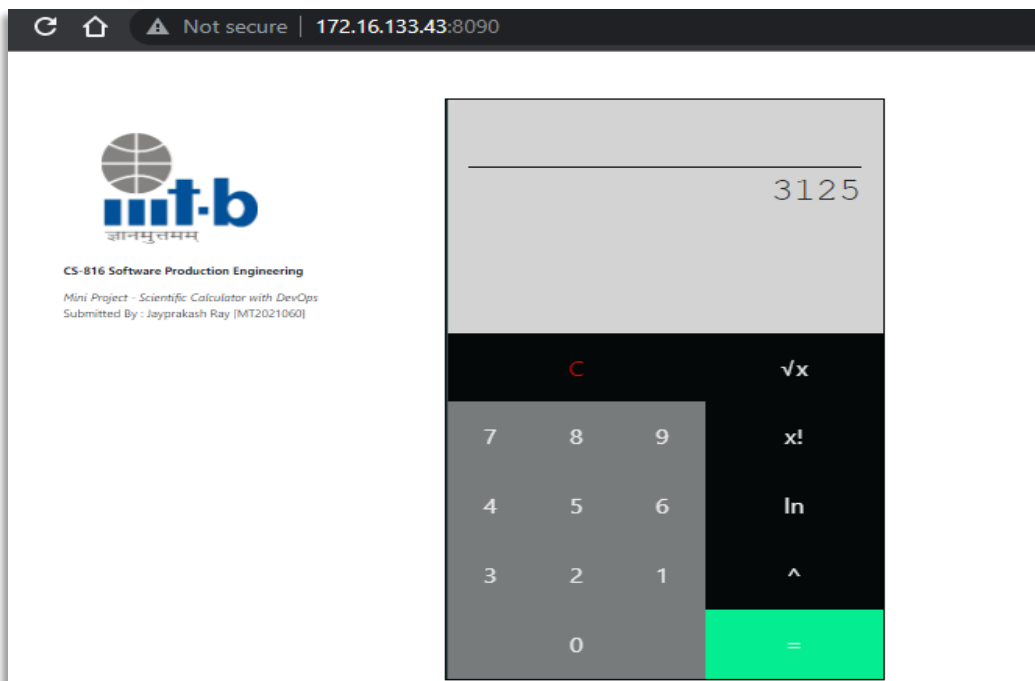 Not secure | 172.16.133.43:8090
iiit-b
ज्ञानमुत्तमम्
CS-816 Software Production Engineering
Mini Project - Scientific Calculator with DevOps
Submitted By : Jayprakash Ray [MT2021060]
3125
C √x
7 8 9 x!
4 5 6 ln
3 2 1 ^
0 =